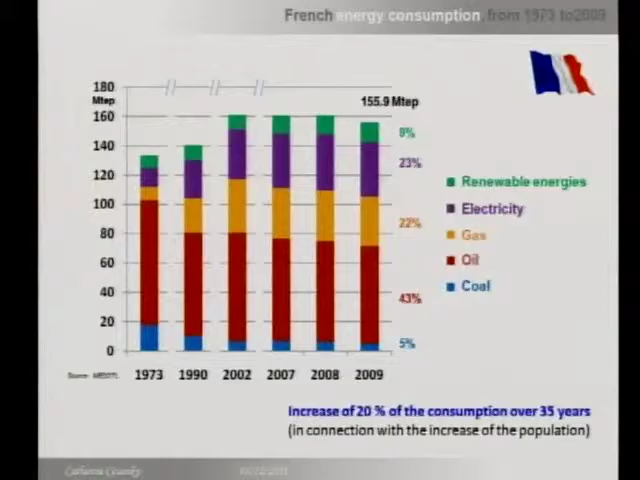 French energy consumption, from 1973 to2009
180
Mtep
160
140
120
100
80
60
40
20
0
155.9 Mtep
9%
23%
22%
43%
5%
Renewable energies
Electricity
Gas
Oil
Coal
1973 1990 2002 2007 2008 2009
Increase of 20 % of the consumption over 35 years
(in connection with the increase of the population)